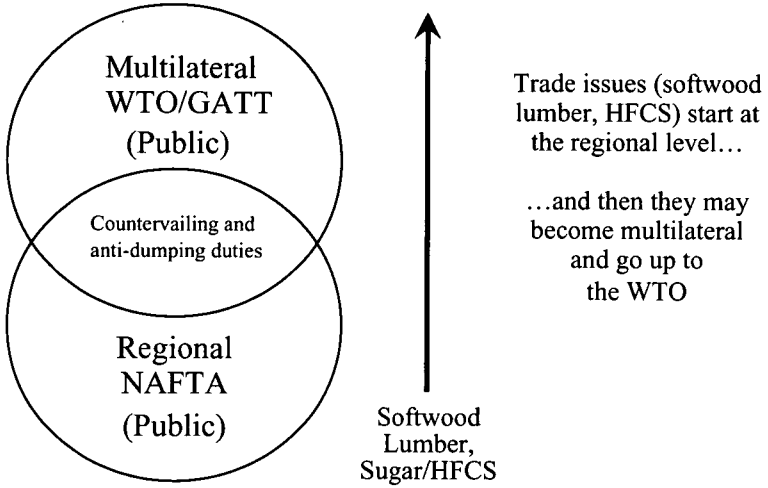 Multilateral
WTO/GATT
(Public)
Countervailing and
anti-dumping duties
Regional
NAFTA
(Public)
Softwood
Lumber,
Sugar/HFCS
Trade issues (softwood
lumber, HFCS) start at
the regional level…
…and then they may
become multilateral
and go up to
the WTO